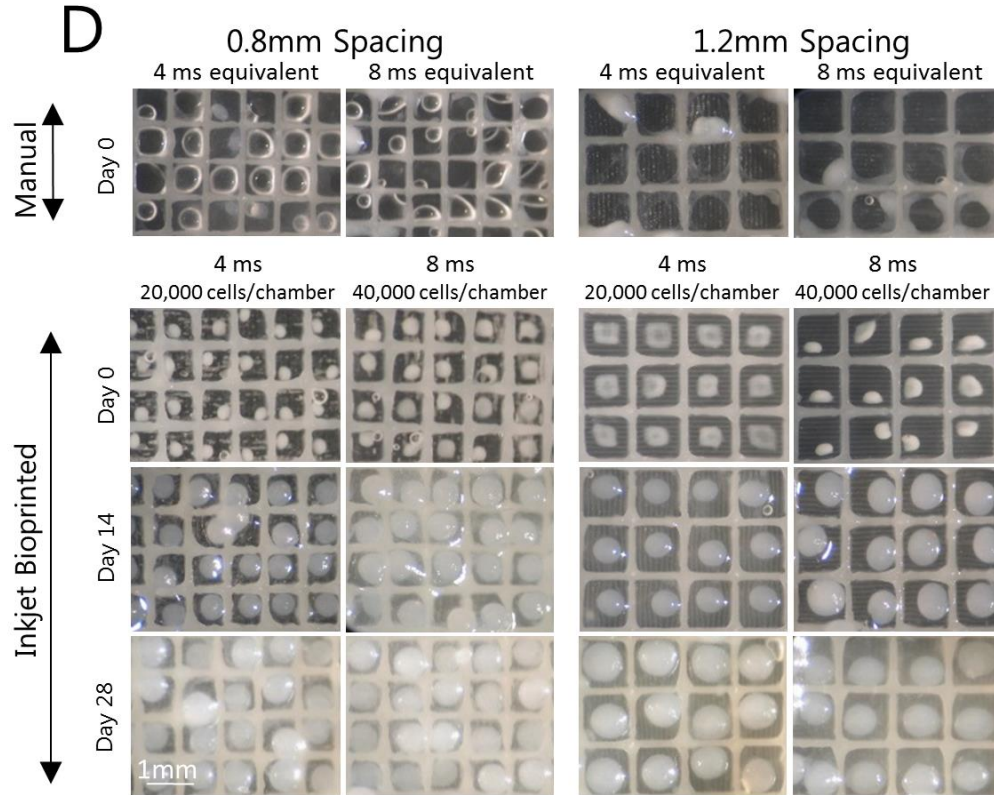 D
0.8mm Spacing
1.2mm Spacing
4 ms equivalent
8 ms equivalent
4 ms equivalent
8 ms equivalent
Manual
Day 0
4 ms
20,000 cells/chamber
8 ms
40,000 cells/chamber
4 ms
20,000 cells/chamber
8 ms
40,000 cells/chamber
Inkjet Bioprinted
Day 0
Day 14
Day 28
1mm